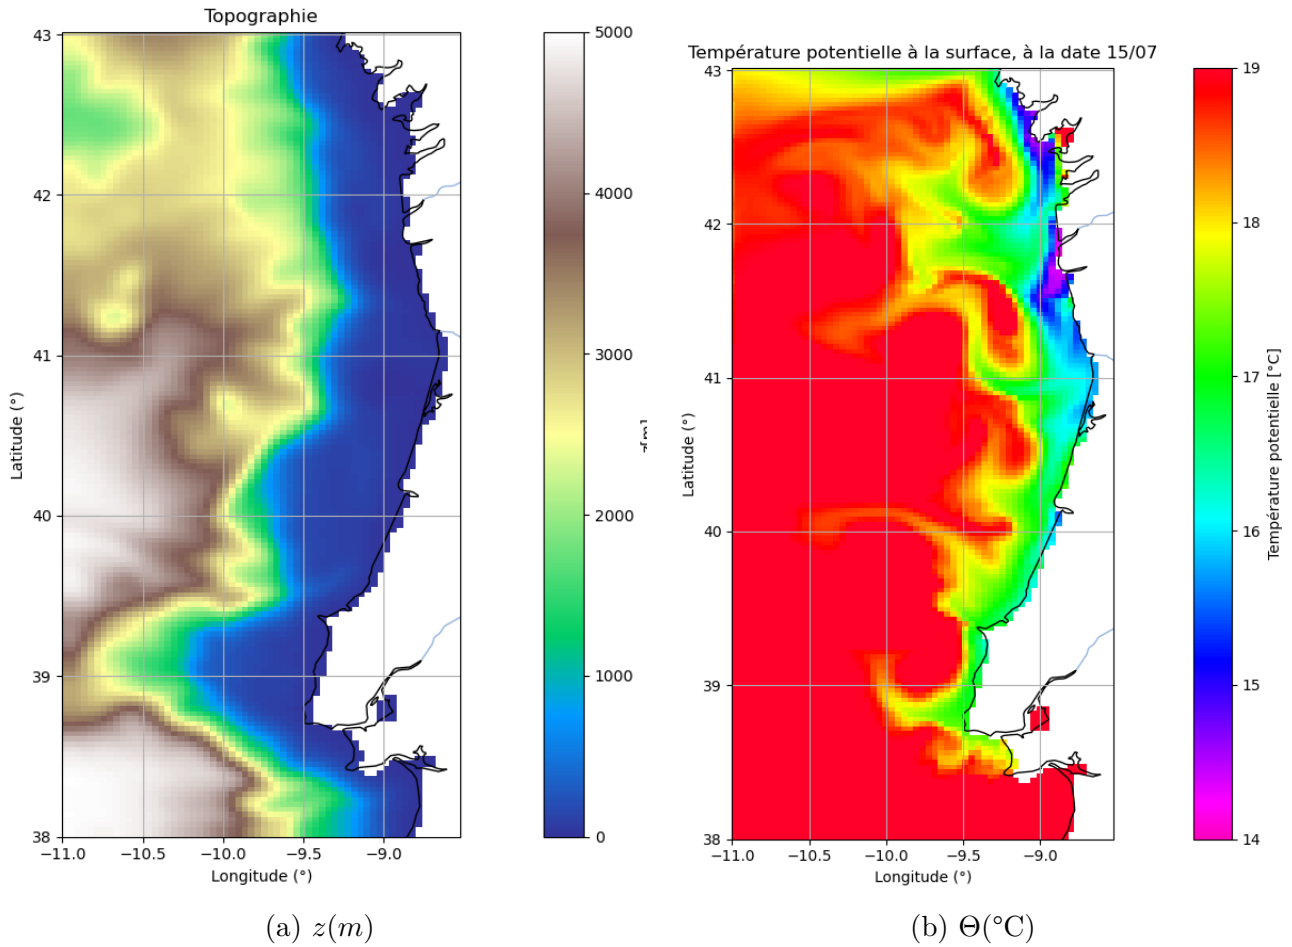 Topographie
43
42
41
40
39
38
Latitude (°)
−11.0 −10.5 −10.0 −9.5 −9.0
Longitude (°)
5000
4000
3000
2000
1000
0
z[m]
(a) z(m)
Température potentielle à la surface, à la date 15/07
43
42
41
40
39
38
Latitude (°)
−11.0 −10.5 −10.0 −9.5 −9.0
Longitude (°)
19
18
17
16
15
14
Température potentielle [°C]
(b) Θ(°C)